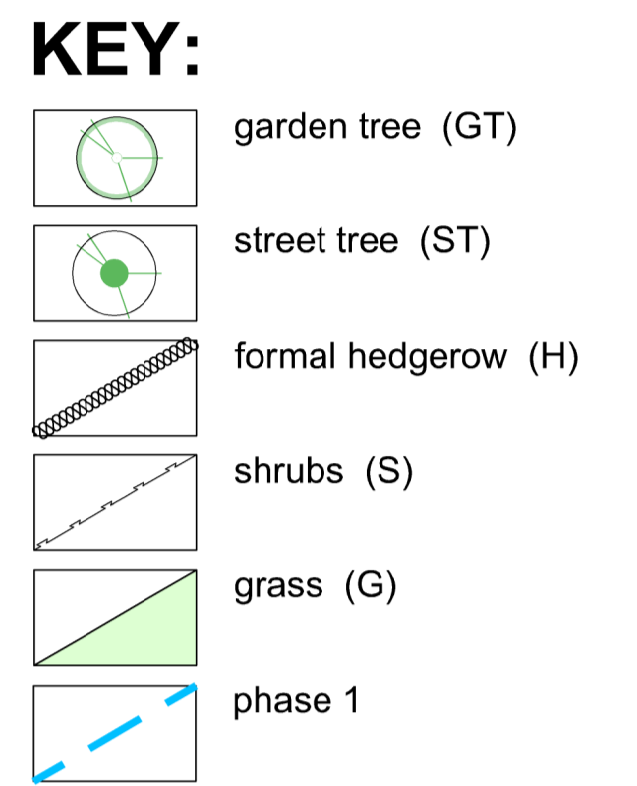 KEY:
garden tree (GT)
street tree (ST)
formal hedgerow (H)
shrubs (S)
grass (G)
phase 1